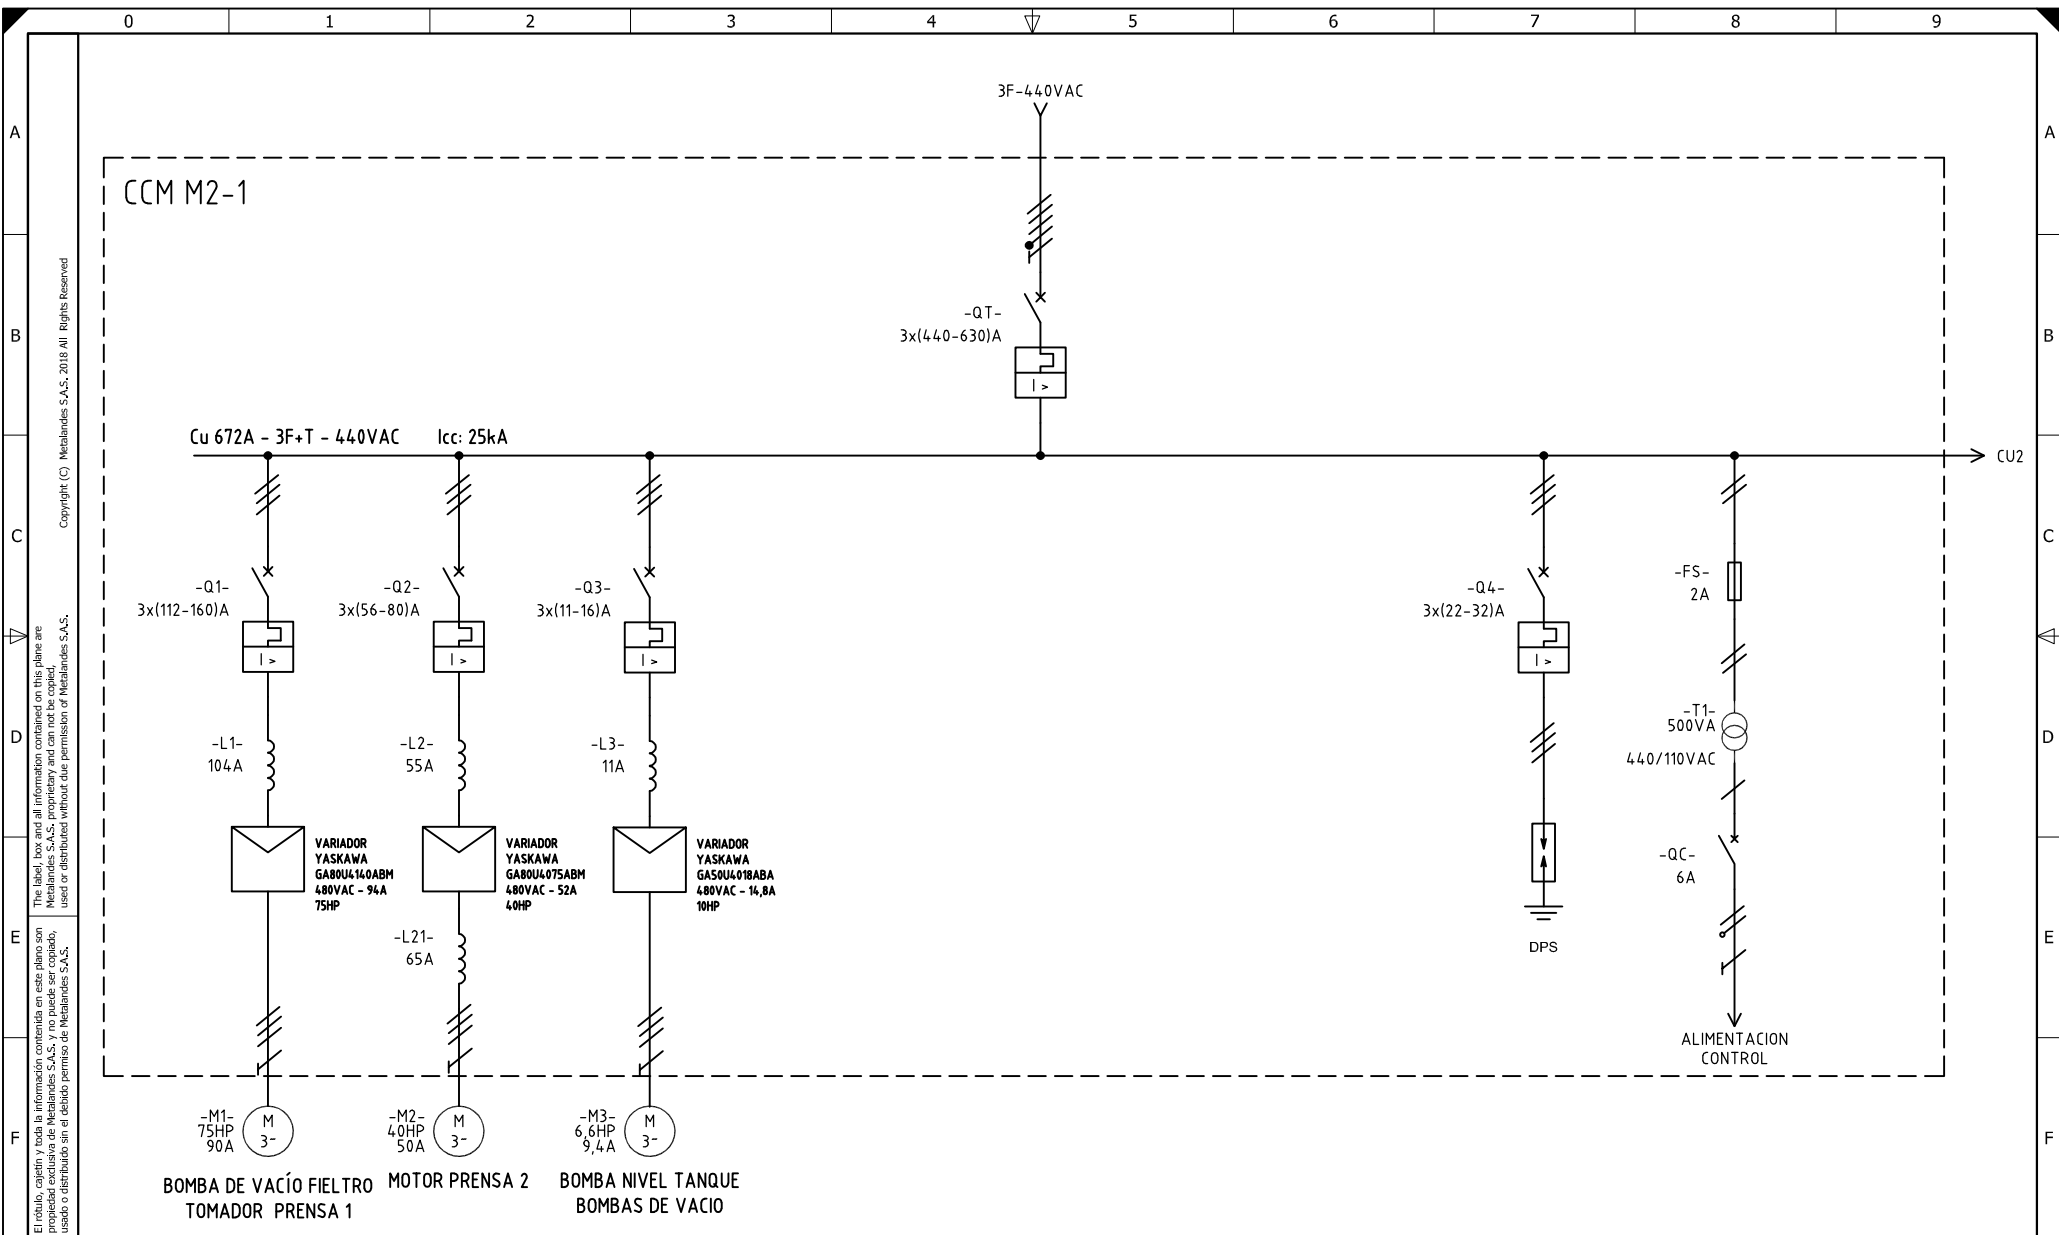 0 1 2 3 4 5 6 7 8 9
A
B
C
D
E
F
A
B
C
D
E
F
Copyright (C) Metalandes S.A.S. 2018 All Rights Reserved
The label, box and all information contained on this plane are
Metalandes S.A.S. proprietary and can not be copied,
used or distributed without due permission of Metalandes S.A.S.
El rótulo, cajetín y toda la información contenida en este plano son
propiedad exclusiva de Metalandes S.A.S. y no puede ser copiado,
usado o distribuido sin el debido permiso de Metalandes S.A.S.
3F-440VAC
CCM M2-1
-QT-
3x(440-630)A
I >
Cu 672A - 3F+T - 440VAC Icc: 25kA
CU2
-Q1-
3x(112-160)A
I >
-L1-
104A
VARIADOR
YASKAWA
GA80U4140ABM
480VAC - 94A
75HP
-M1-
75HP
90A
M
3~
BOMBA DE VACÍO FIELTRO
TOMADOR PRENSA 1
-Q2-
3x(56-80)A
I >
-L2-
55A
VARIADOR
YASKAWA
GA80U4075ABM
480VAC - 52A
40HP
-L21-
65A
-M2-
40HP
50A
M
3~
MOTOR PRENSA 2
-Q3-
3x(11-16)A
I >
-L3-
11A
VARIADOR
YASKAWA
GA50U4018ABA
480VAC - 14,8A
10HP
-M3-
6,6HP
9,4A
M
3~
BOMBA NIVEL TANQUE
BOMBAS DE VACIO
-Q4-
3x(22-32)A
I >
DPS
-FS-
2A
-T1-
500VA
440/110VAC
-QC-
6A
ALIMENTACION
CONTROL